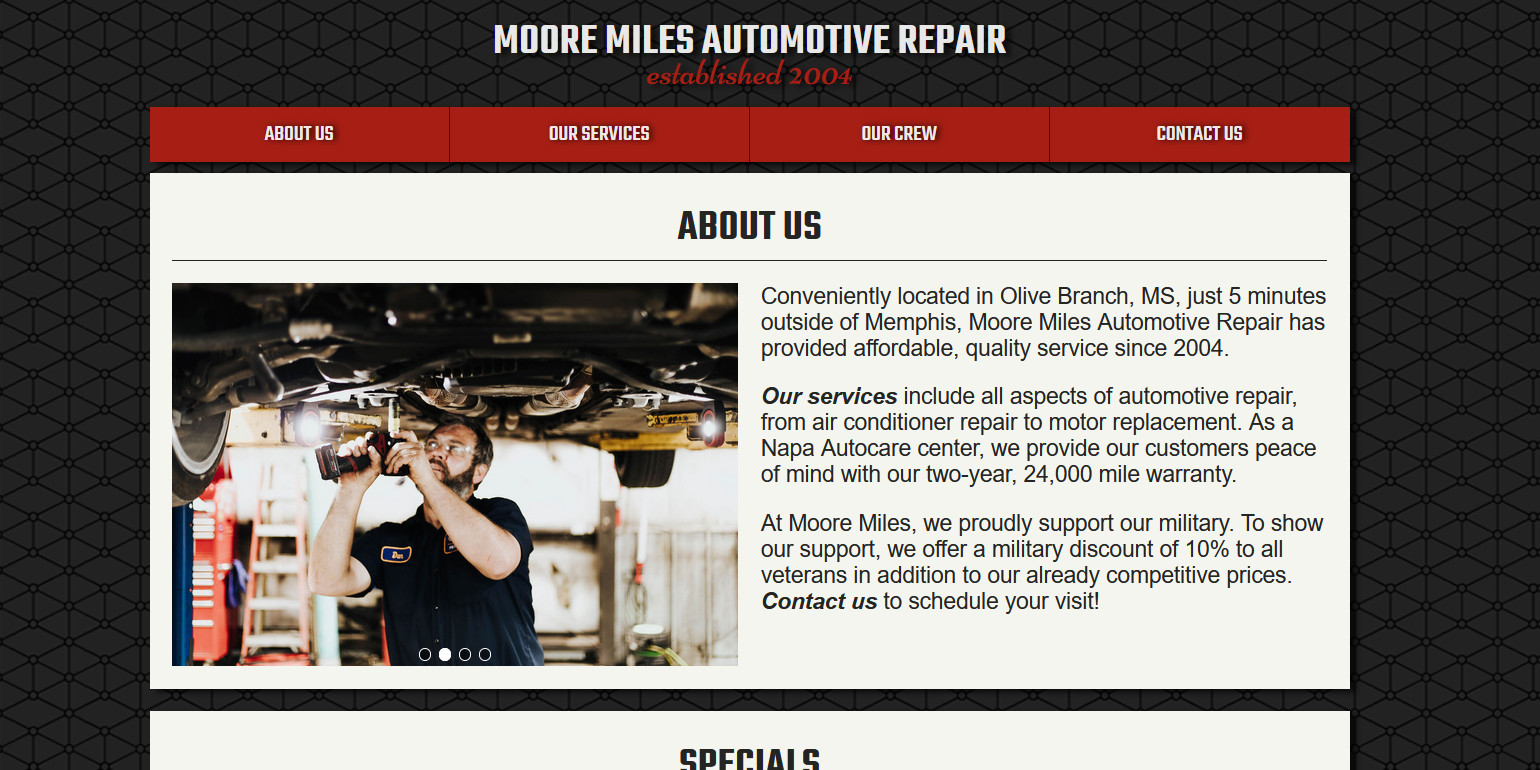 MOORE MILES AUTOMOTIVE REPAIR
established 2004
ABOUT US
OUR SERVICES
OUR CREW
CONTACT US
ABOUT US
Conveniently located in Olive Branch, MS, just 5 minutes
outside of Memphis, Moore Miles Automotive Repair has
provided affordable, quality service since 2004.
Our services include all aspects of automotive repair,
from air conditioner repair to motor replacement. As a
Napa Autocare center, we provide our customers peace
of mind with our two-year, 24,000 mile warranty.
At Moore Miles, we proudly support our military. To show
our support, we offer a military discount of 10% to all
veterans in addition to our already competitive prices.
Contact us to schedule your visit!
SPECIALS